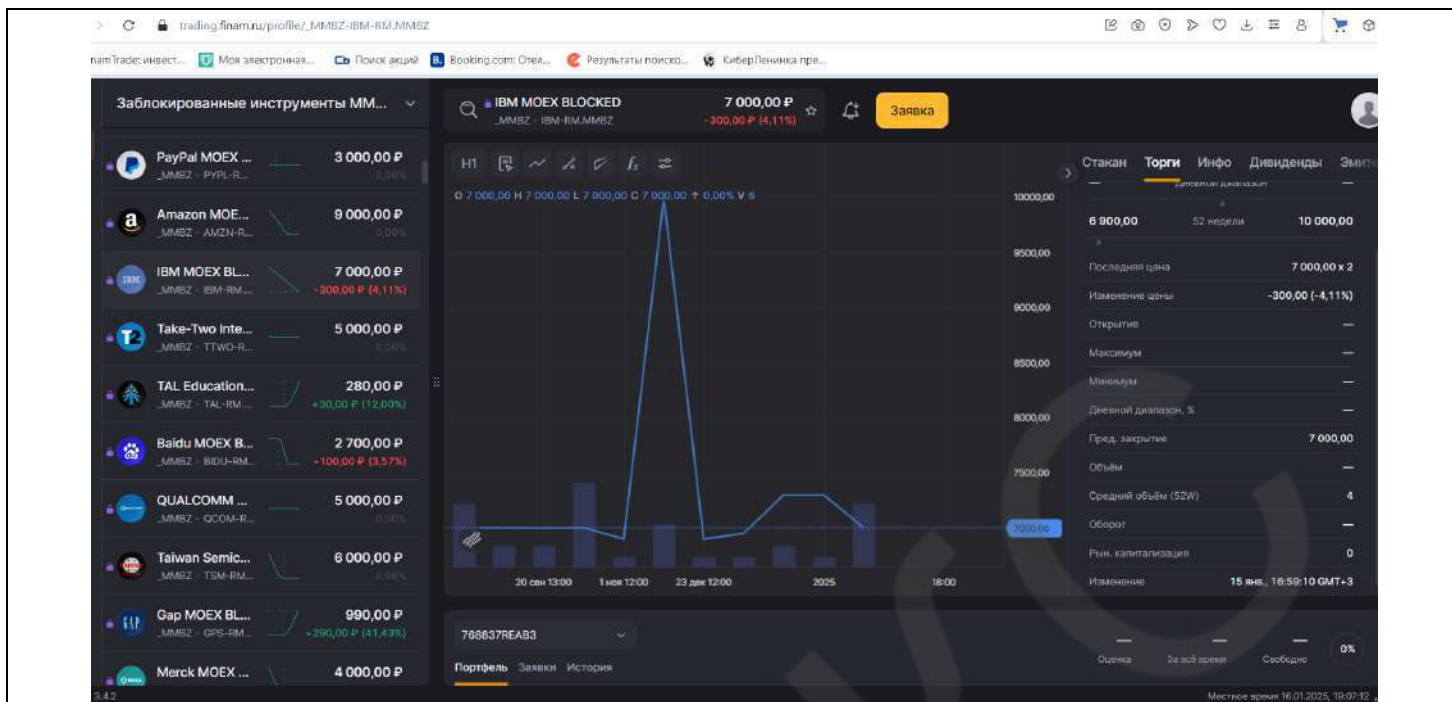 trading.finam.ru/profile/_MMBZ-IBM-RM.MMBZ
namTrade: инвест... Моя электронная... Поиск акций Booking.com: Отел... Результаты поиско... КиберЛенинка пре...
Заблокированные инструменты MM...
IBM MOEX BLOCKED 7 000,00 ₽
_MMBZ · IBM-RM.MMBZ -300,00 ₽ (4,11%)
Заявка
PayPal MOEX ... 3 000,00 ₽
_MMBZ · PYPL-R... 0,00%
Amazon MOE... 9 000,00 ₽
_MMBZ · AMZN-R... 0,00%
IBM MOEX BL... 7 000,00 ₽
_MMBZ · IBM-RM.... -300,00 ₽ (4,11%)
Take-Two Inte... 5 000,00 ₽
_MMBZ · TTWO-R... 0,00%
TAL Education... 280,00 ₽
_MMBZ · TAL-RM.... +30,00 ₽ (12,00%)
Baidu MOEX B... 2 700,00 ₽
_MMBZ · BIDU-RM... -100,00 ₽ (3,57%)
QUALCOMM ... 5 000,00 ₽
_MMBZ · QCOM-R... 0,00%
Taiwan Semic... 6 000,00 ₽
_MMBZ · TSM-RM... 0,00%
Gap MOEX BL... 990,00 ₽
_MMBZ · GPS-RM... +290,00 ₽ (41,43%)
Merck MOEX ... 4 000,00 ₽
3.4.2
H1
O 7 000,00 H 7 000,00 L 7 000,00 C 7 000,00 ↑ 0,00% V 6
10000,00
9500,00
9000,00
8500,00
8000,00
7500,00
7000,00
20 сен 13:00 1 ноя 12:00 23 дек 12:00 2025 18:00
768837REAB3
Портфель Заявки История
Стакан Торги Инфо Дивиденды Эмит
— Дневной диапазон —
6 900,00 52 недели 10 000,00
Последняя цена 7 000,00 x 2
Изменение цены -300,00 (-4,11%)
Открытие —
Максимум —
Минимум —
Дневной диапазон, % —
Пред. закрытие 7 000,00
Объём —
Средний объём (52W) 4
Оборот —
Рын. капитализация 0
Изменение 15 янв., 16:59:10 GMT+3
— — — 0%
Оценка За всё время Свободно
Местное время 16.01.2025, 19:07:12